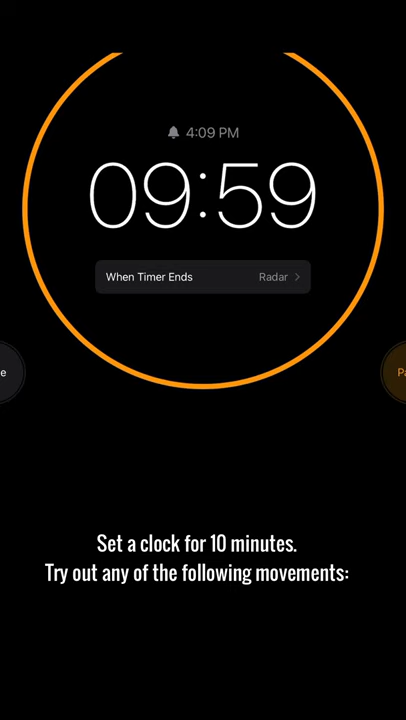 4:09 PM
09:59
When Timer Ends Radar
Set a clock for 10 minutes.
Try out any of the following movements: